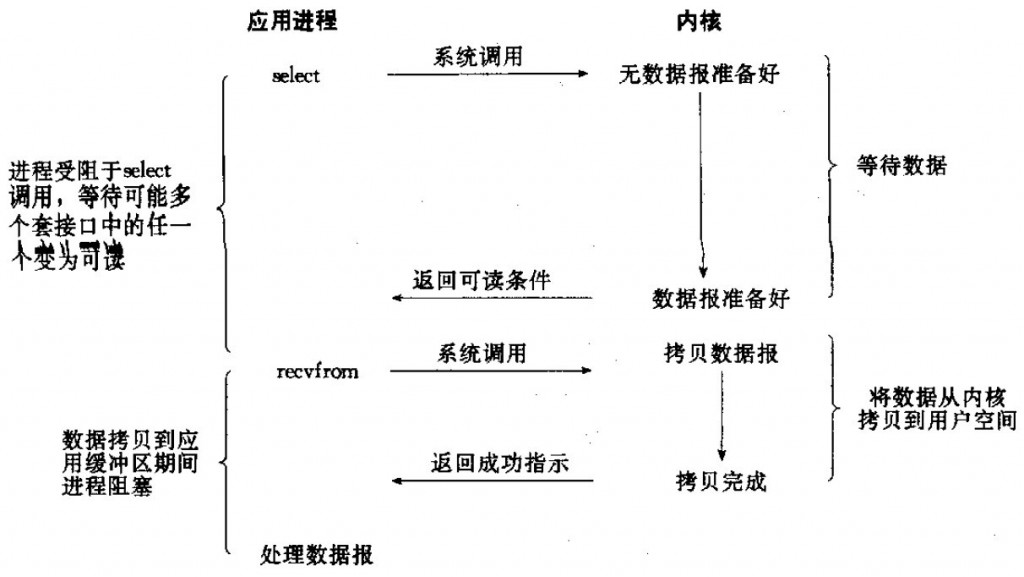 应用进程
内核
select
系统调用
无数据报准备好
进程受阻于select
调用，等待可能多
个套接口中的任一
个变为可读
等待数据
返回可读条件
数据报准备好
recvfrom
系统调用
拷贝数据报
将数据从内核
拷贝到用户空间
数据拷贝到应
用缓冲区期间
进程阻塞
返回成功指示
拷贝完成
处理数据报